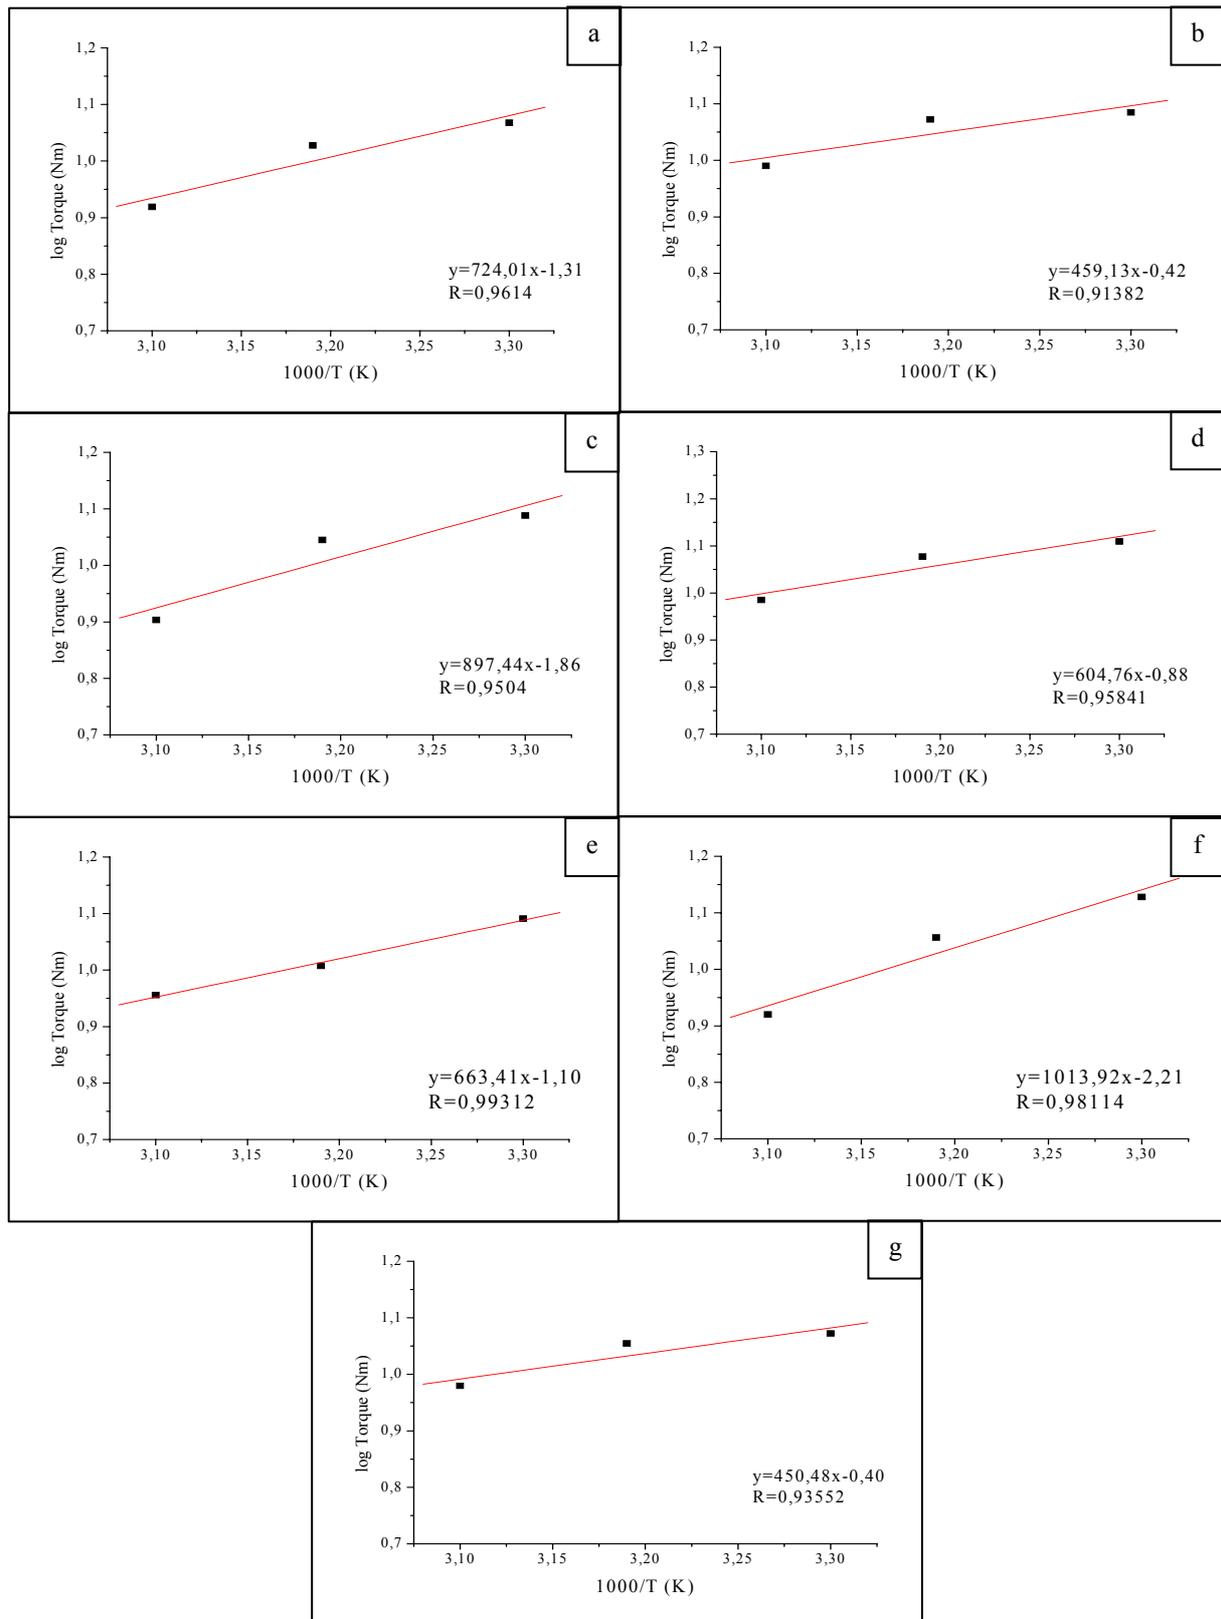 a
1,2
1,1
1,0
0,9
0,8
0,7
log Torque (Nm)
y=724,01x-1,31
R=0,9614
3,10 3,15 3,20 3,25 3,30
1000/T (K)
b
1,2
1,1
1,0
0,9
0,8
0,7
log Torque (Nm)
y=459,13x-0,42
R=0,91382
3,10 3,15 3,20 3,25 3,30
1000/T (K)
c
1,2
1,1
1,0
0,9
0,8
0,7
log Torque (Nm)
y=897,44x-1,86
R=0,9504
3,10 3,15 3,20 3,25 3,30
1000/T (K)
d
1,3
1,2
1,1
1,0
0,9
0,8
0,7
log Torque (Nm)
y=604,76x-0,88
R=0,95841
3,10 3,15 3,20 3,25 3,30
1000/T (K)
e
1,2
1,1
1,0
0,9
0,8
0,7
log Torque (Nm)
y=663,41x-1,10
R=0,99312
3,10 3,15 3,20 3,25 3,30
1000/T (K)
f
1,2
1,1
1,0
0,9
0,8
0,7
log Torque (Nm)
y=1013,92x-2,21
R=0,98114
3,10 3,15 3,20 3,25 3,30
1000/T (K)
g
1,2
1,1
1,0
0,9
0,8
0,7
log Torque (Nm)
y=450,48x-0,40
R=0,93552
3,10 3,15 3,20 3,25 3,30
1000/T (K)